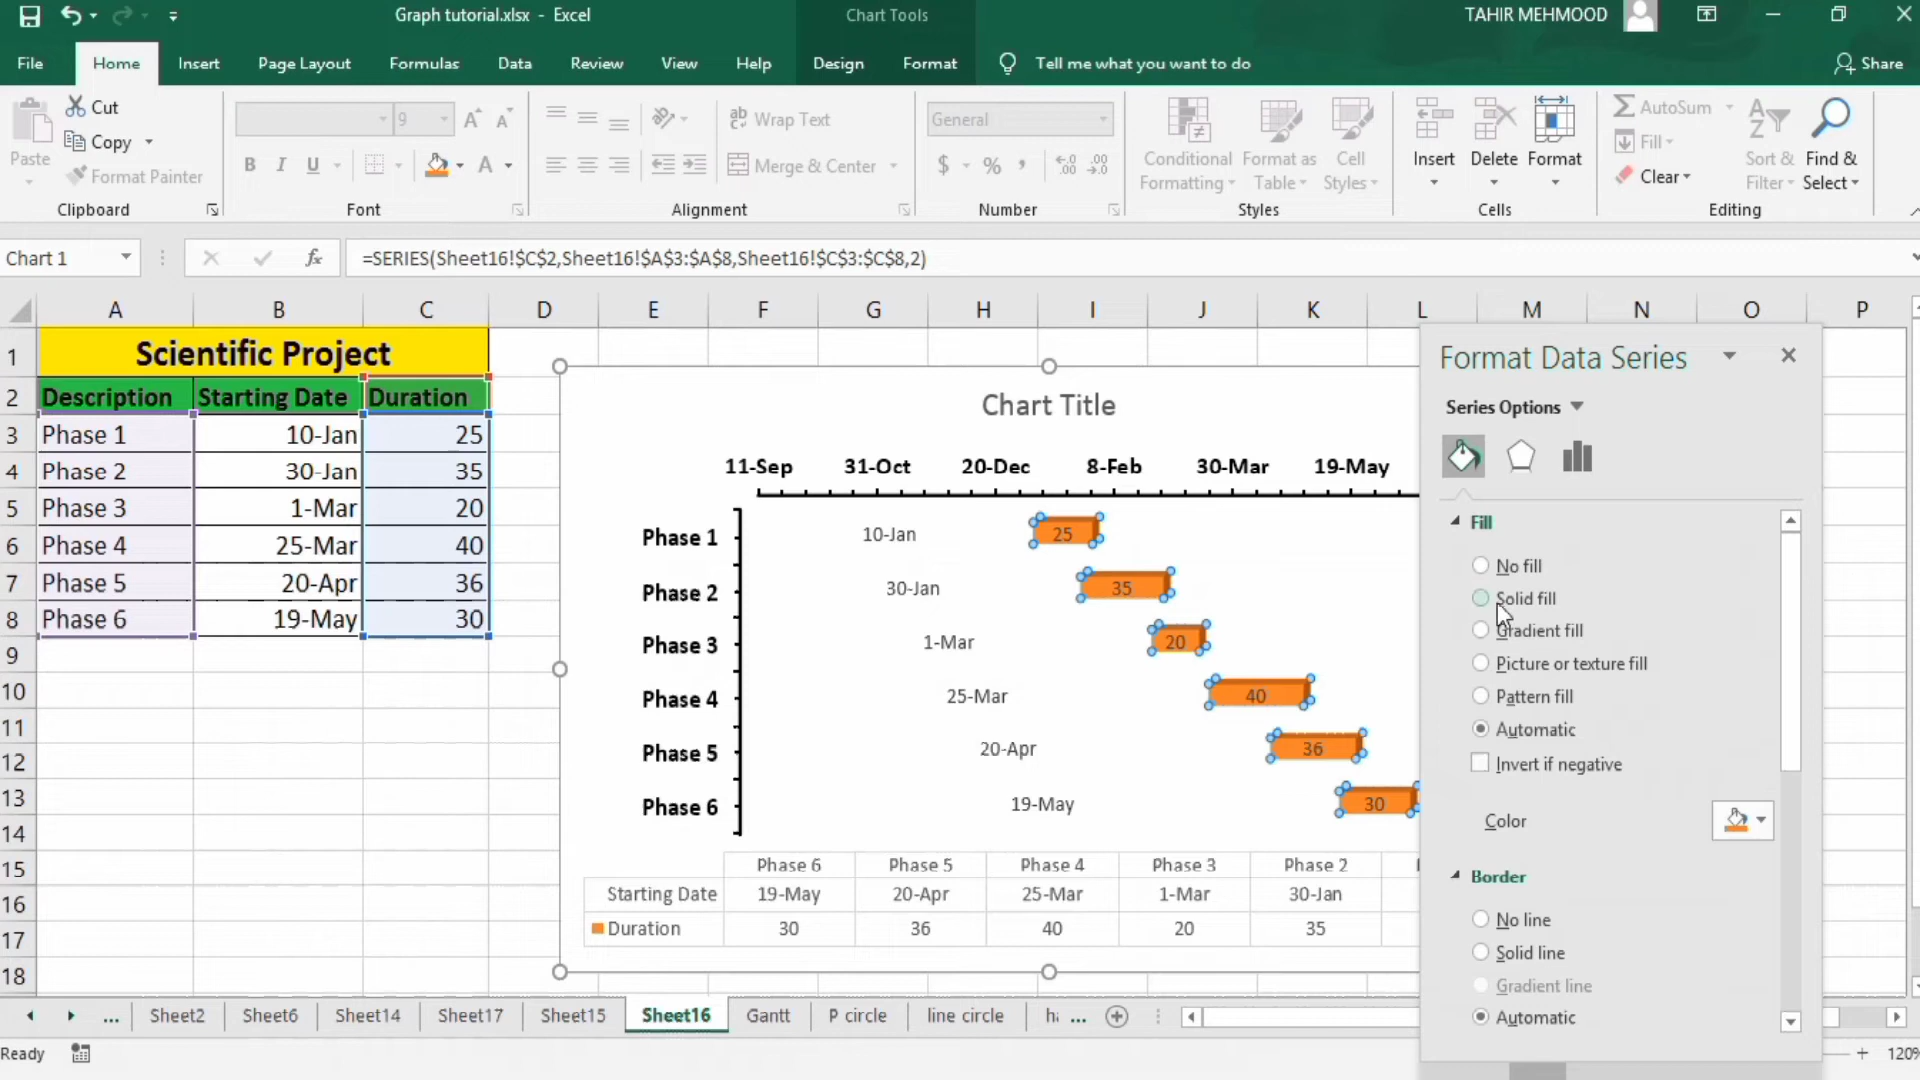 Graph tutorial.xlsx - Excel
Chart Tools
TAHIR MEHMOOD
File Home Insert Page Layout Formulas Data Review View Help Design Format Tell me what you want to do Share
Paste
Cut
Copy
Format Painter
Clipboard
9
B I U
Font
Wrap Text
Merge & Center
Alignment
General
$ % ,
Number
Conditional Formatting
Format as Table
Cell Styles
Styles
Insert Delete Format
Cells
AutoSum
Fill
Clear
Sort & Filter
Find & Select
Editing
Chart 1
fx
=SERIES(Sheet16!$C$2,Sheet16!$A$3:$A$8,Sheet16!$C$3:$C$8,2)
A B C D E F G H I J K L M N O P
1 Scientific Project
2 Description Starting Date Duration
3 Phase 1 10-Jan 25
4 Phase 2 30-Jan 35
5 Phase 3 1-Mar 20
6 Phase 4 25-Mar 40
7 Phase 5 20-Apr 36
8 Phase 6 19-May 30
9
10
11
12
13
14
15
16
17
18
Chart Title
11-Sep 31-Oct 20-Dec 8-Feb 30-Mar 19-May
Phase 1 10-Jan 25
Phase 2 30-Jan 35
Phase 3 1-Mar 20
Phase 4 25-Mar 40
Phase 5 20-Apr 36
Phase 6 19-May 30
Phase 6 Phase 5 Phase 4 Phase 3 Phase 2
Starting Date 19-May 20-Apr 25-Mar 1-Mar 30-Jan
Duration 30 36 40 20 35
Format Data Series
Series Options
Fill
No fill
Solid fill
Gradient fill
Picture or texture fill
Pattern fill
Automatic
Invert if negative
Color
Border
No line
Solid line
Gradient line
Automatic
... Sheet2 Sheet6 Sheet14 Sheet17 Sheet15 Sheet16 Gantt P circle line circle ...
Ready
120%